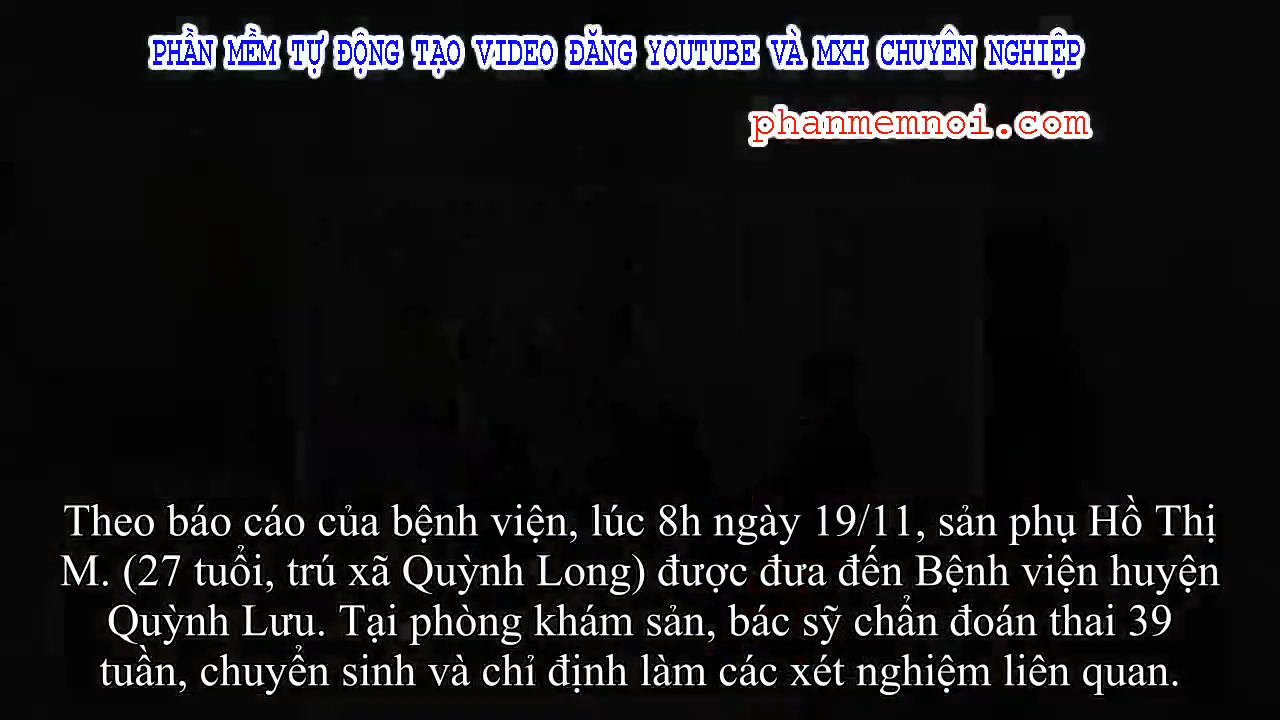 PHẦN MỀM TỰ ĐỘNG TẠO VIDEO ĐĂNG YOUTUBE VÀ MXH CHUYÊN NGHIỆP
phanmemnoi.com
Theo báo cáo của bệnh viện, lúc 8h ngày 19/11, sản phụ Hồ Thị
M. (27 tuổi, trú xã Quỳnh Long) được đưa đến Bệnh viện huyện
Quỳnh Lưu. Tại phòng khám sản, bác sỹ chẩn đoán thai 39
tuần, chuyển sinh và chỉ định làm các xét nghiệm liên quan.